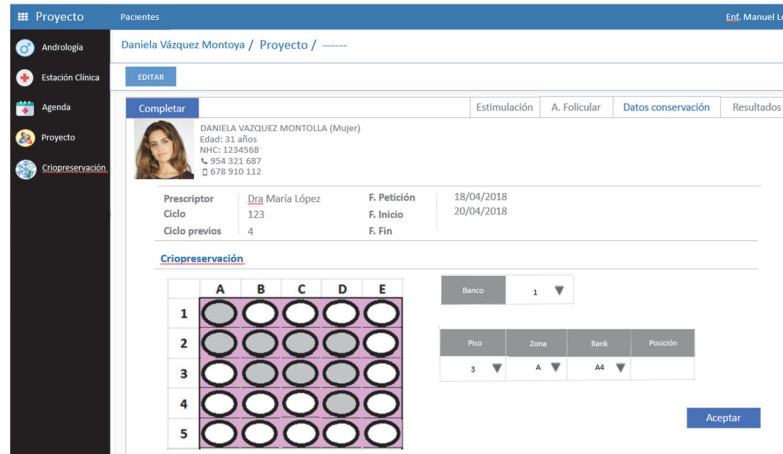 Proyecto
Pacientes
Enf. Manuel L
Andrología
Estación Clínica
Agenda
Proyecto
Criopreservación
Daniela Vázquez Montoya / Proyecto / ------
EDITAR
Completar
Estimulación
A. Folicular
Datos conservación
Resultados
DANIELA VAZQUEZ MONTOLLA (Mujer)
Edad: 31 años
NHC: 1234568
954 321 687
678 910 112
Prescriptor Dra María López F. Petición 18/04/2018
Ciclo 123 F. Inicio 20/04/2018
Ciclo previos 4 F. Fin
Criopreservación
A B C D E
1
2
3
4
5
Banco 1
Piso Zona Rank Posición
3 A A4
Aceptar